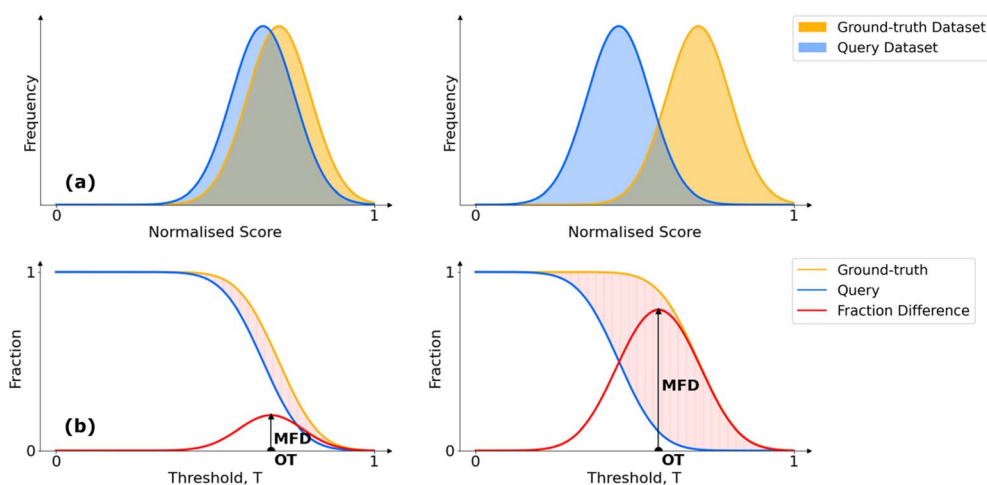 Frequency
(a)
0
1
Normalised Score
Frequency
0
1
Normalised Score
Ground-truth Dataset
Query Dataset
Fraction
1
0
(b)
MFD
OT
0
1
Threshold, T
Fraction
1
0
MFD
OT
0
1
Threshold, T
Ground-truth
Query
Fraction Difference